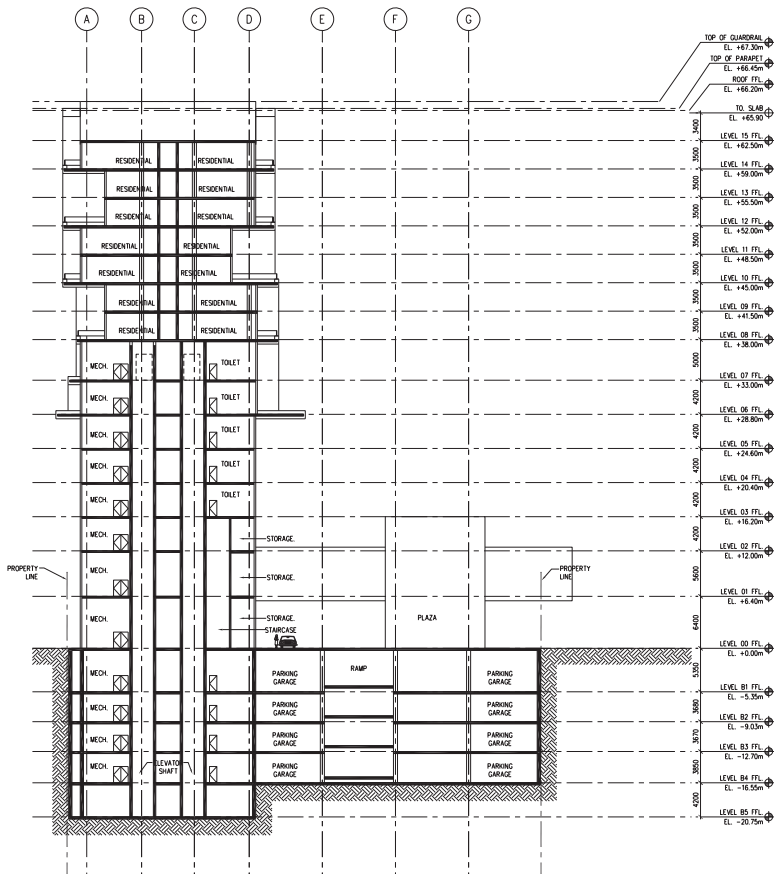 A B C D E F G
TOP OF GUARDRAIL
EL. +67.30m
TOP OF PARAPET
EL. +66.45m
ROOF FFL.
EL. +66.20m
TO. SLAB
EL. +65.90
3400
LEVEL 15 FFL.
EL. +62.50m
RESIDENTIAL RESIDENTIAL
3500
LEVEL 14 FFL.
EL. +59.00m
RESIDENTIAL RESIDENTIAL
3500
LEVEL 13 FFL.
EL. +55.50m
RESIDENTIAL RESIDENTIAL
3500
LEVEL 12 FFL.
EL. +52.00m
RESIDENTIAL RESIDENTIAL
3500
LEVEL 11 FFL.
EL. +48.50m
RESIDENTIAL RESIDENTIAL
3500
LEVEL 10 FFL.
EL. +45.00m
RESIDENTIAL RESIDENTIAL
3500
LEVEL 09 FFL.
EL. +41.50m
RESIDENTIAL RESIDENTIAL
3500
LEVEL 08 FFL.
EL. +38.00m
MECH. TOILET
5000
LEVEL 07 FFL.
EL. +33.00m
MECH. TOILET
4200
LEVEL 06 FFL.
EL. +28.80m
MECH. TOILET
4200
LEVEL 05 FFL.
EL. +24.60m
MECH. TOILET
4200
LEVEL 04 FFL.
EL. +20.40m
MECH. TOILET
4200
LEVEL 03 FFL.
EL. +16.20m
MECH. STORAGE.
4200
LEVEL 02 FFL.
EL. +12.00m
PROPERTY
LINE
MECH. STORAGE.
PROPERTY
LINE
5600
LEVEL 01 FFL.
EL. +6.40m
MECH. STORAGE. PLAZA
STAIRCASE
6400
LEVEL 00 FFL.
EL. +0.00m
MECH. PARKING
GARAGE
RAMP
PARKING
GARAGE
5350
LEVEL B1 FFL.
EL. -5.35m
MECH. PARKING
GARAGE
PARKING
GARAGE
3680
LEVEL B2 FFL.
EL. -9.03m
MECH. PARKING
GARAGE
PARKING
GARAGE
3670
LEVEL B3 FFL.
EL. -12.70m
MECH. ELEVATOR
SHAFT
PARKING
GARAGE
PARKING
GARAGE
3850
LEVEL B4 FFL.
EL. -16.55m
4200
LEVEL B5 FFL.
EL. -20.75m